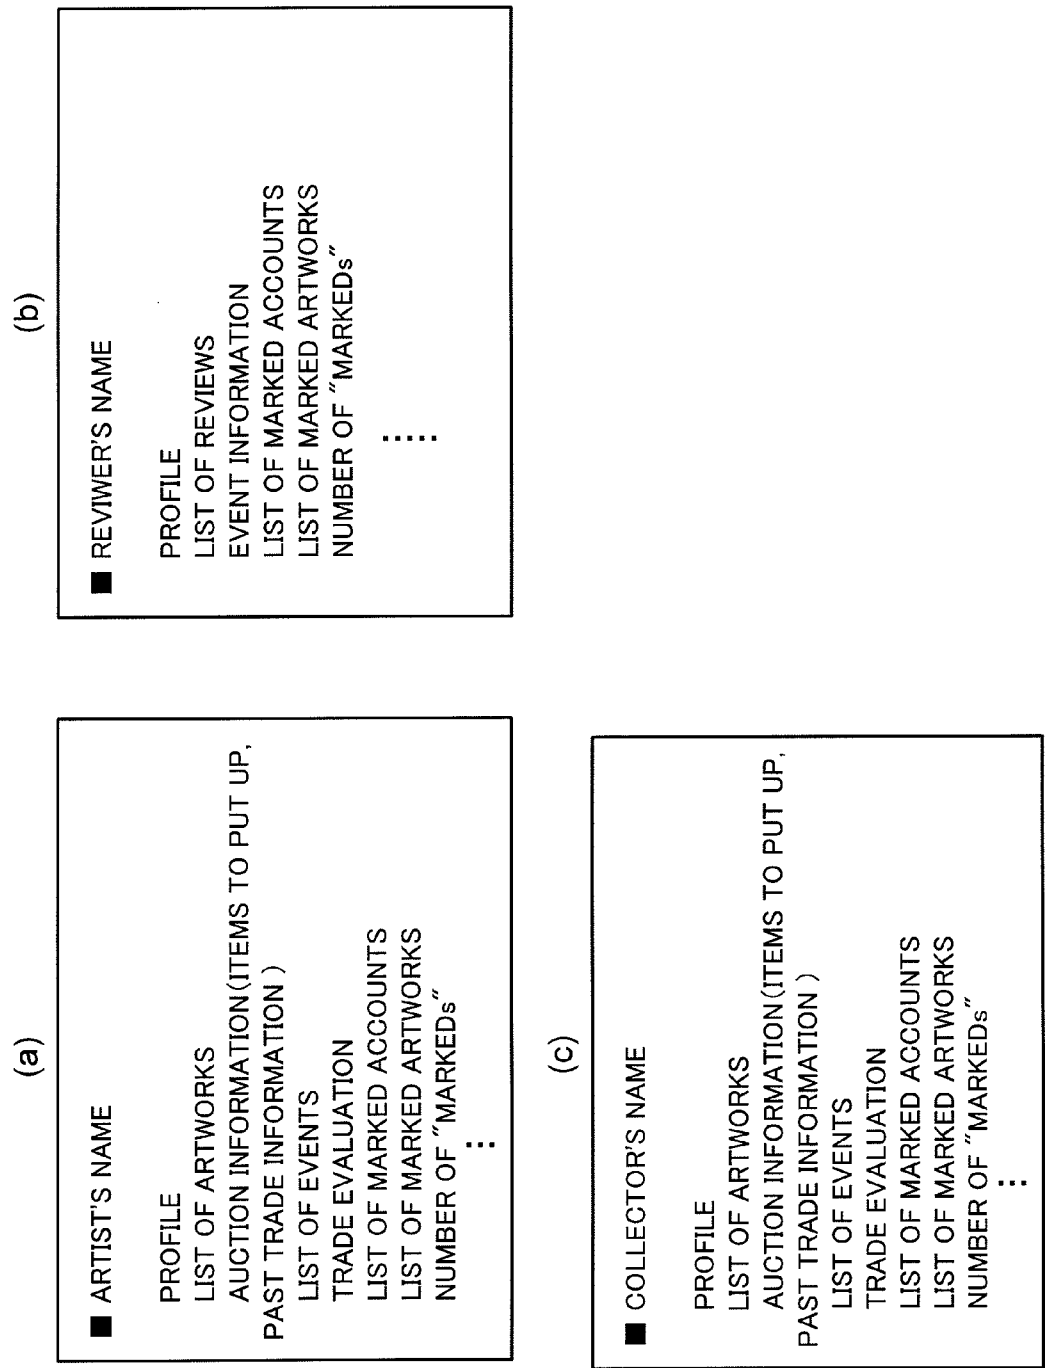 (a)
■ ARTIST'S NAME
PROFILE
LIST OF ARTWORKS
AUCTION INFORMATION(ITEMS TO PUT UP,
PAST TRADE INFORMATION )
LIST OF EVENTS
TRADE EVALUATION
LIST OF MARKED ACCOUNTS
LIST OF MARKED ARTWORKS
NUMBER OF "MARKEDs"
...
(b)
■ REVIWER'S NAME
PROFILE
LIST OF REVIEWS
EVENT INFORMATION
LIST OF MARKED ACCOUNTS
LIST OF MARKED ARTWORKS
NUMBER OF "MARKEDs"
.....
(c)
■ COLLECTOR'S NAME
PROFILE
LIST OF ARTWORKS
AUCTION INFORMATION(ITEMS TO PUT UP,
PAST TRADE INFORMATION )
LIST OF EVENTS
TRADE EVALUATION
LIST OF MARKED ACCOUNTS
LIST OF MARKED ARTWORKS
NUMBER OF "MARKEDs"
...